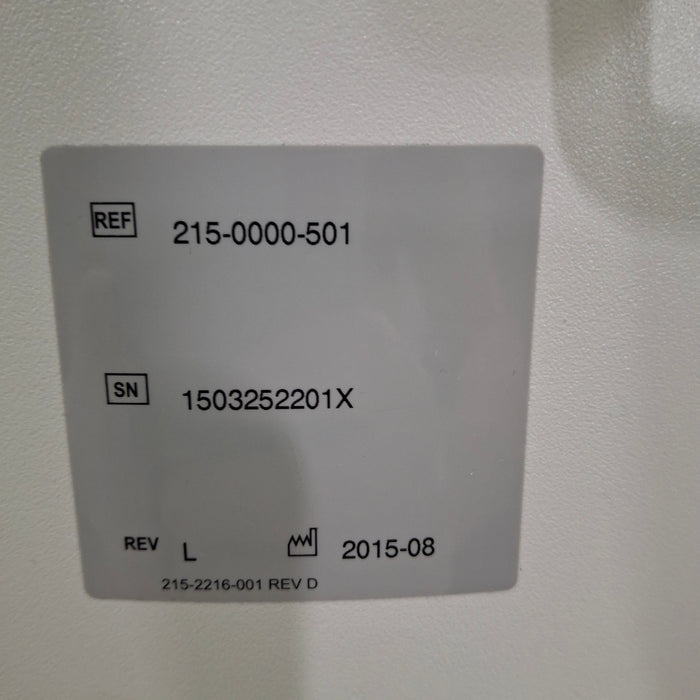 REF 215-0000-501
SN 1503252201X
REV L 2015-08
215-2216-001 REV D